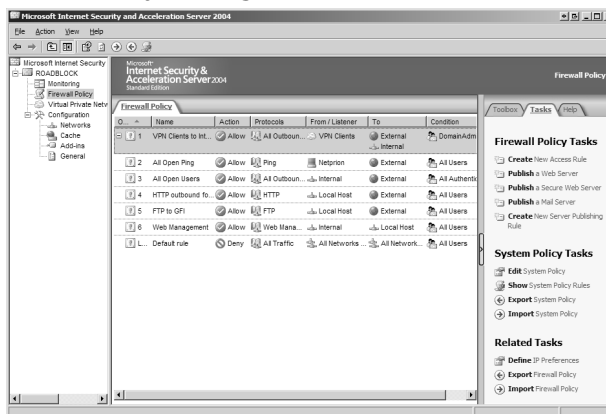 Microsoft Internet Security and Acceleration Server 2004
File Action View Help
Microsoft Internet Security
ROADBLOCK
Monitoring
Firewall Policy
Virtual Private Netv
Configuration
Networks
Cache
Add-ins
General
Microsoft
Internet Security &
Acceleration Server 2004
Standard Edition
Firewall Policy
Firewall Policy
O... Name Action Protocols From / Listener To Condition
1 VPN Clients to Int... Allow All Outboun... VPN Clients External DomainAdm
Internal
2 All Open Ping Allow Ping Netprion External All Users
3 All Open Users Allow All Outboun... Internal External All Authentic
4 HTTP outbound fo... Allow HTTP Local Host External All Users
5 FTP to GFI Allow FTP Local Host External All Users
6 Web Management Allow Web Mana... Internal Local Host All Users
L... Default rule Deny All Traffic All Networks ... All Network... All Users
Toolbox Tasks Help
Firewall Policy Tasks
Create New Access Rule
Publish a Web Server
Publish a Secure Web Server
Publish a Mail Server
Create New Server Publishing
Rule
System Policy Tasks
Edit System Policy
Show System Policy Rules
Export System Policy
Import System Policy
Related Tasks
Define IP Preferences
Export Firewall Policy
Import Firewall Policy